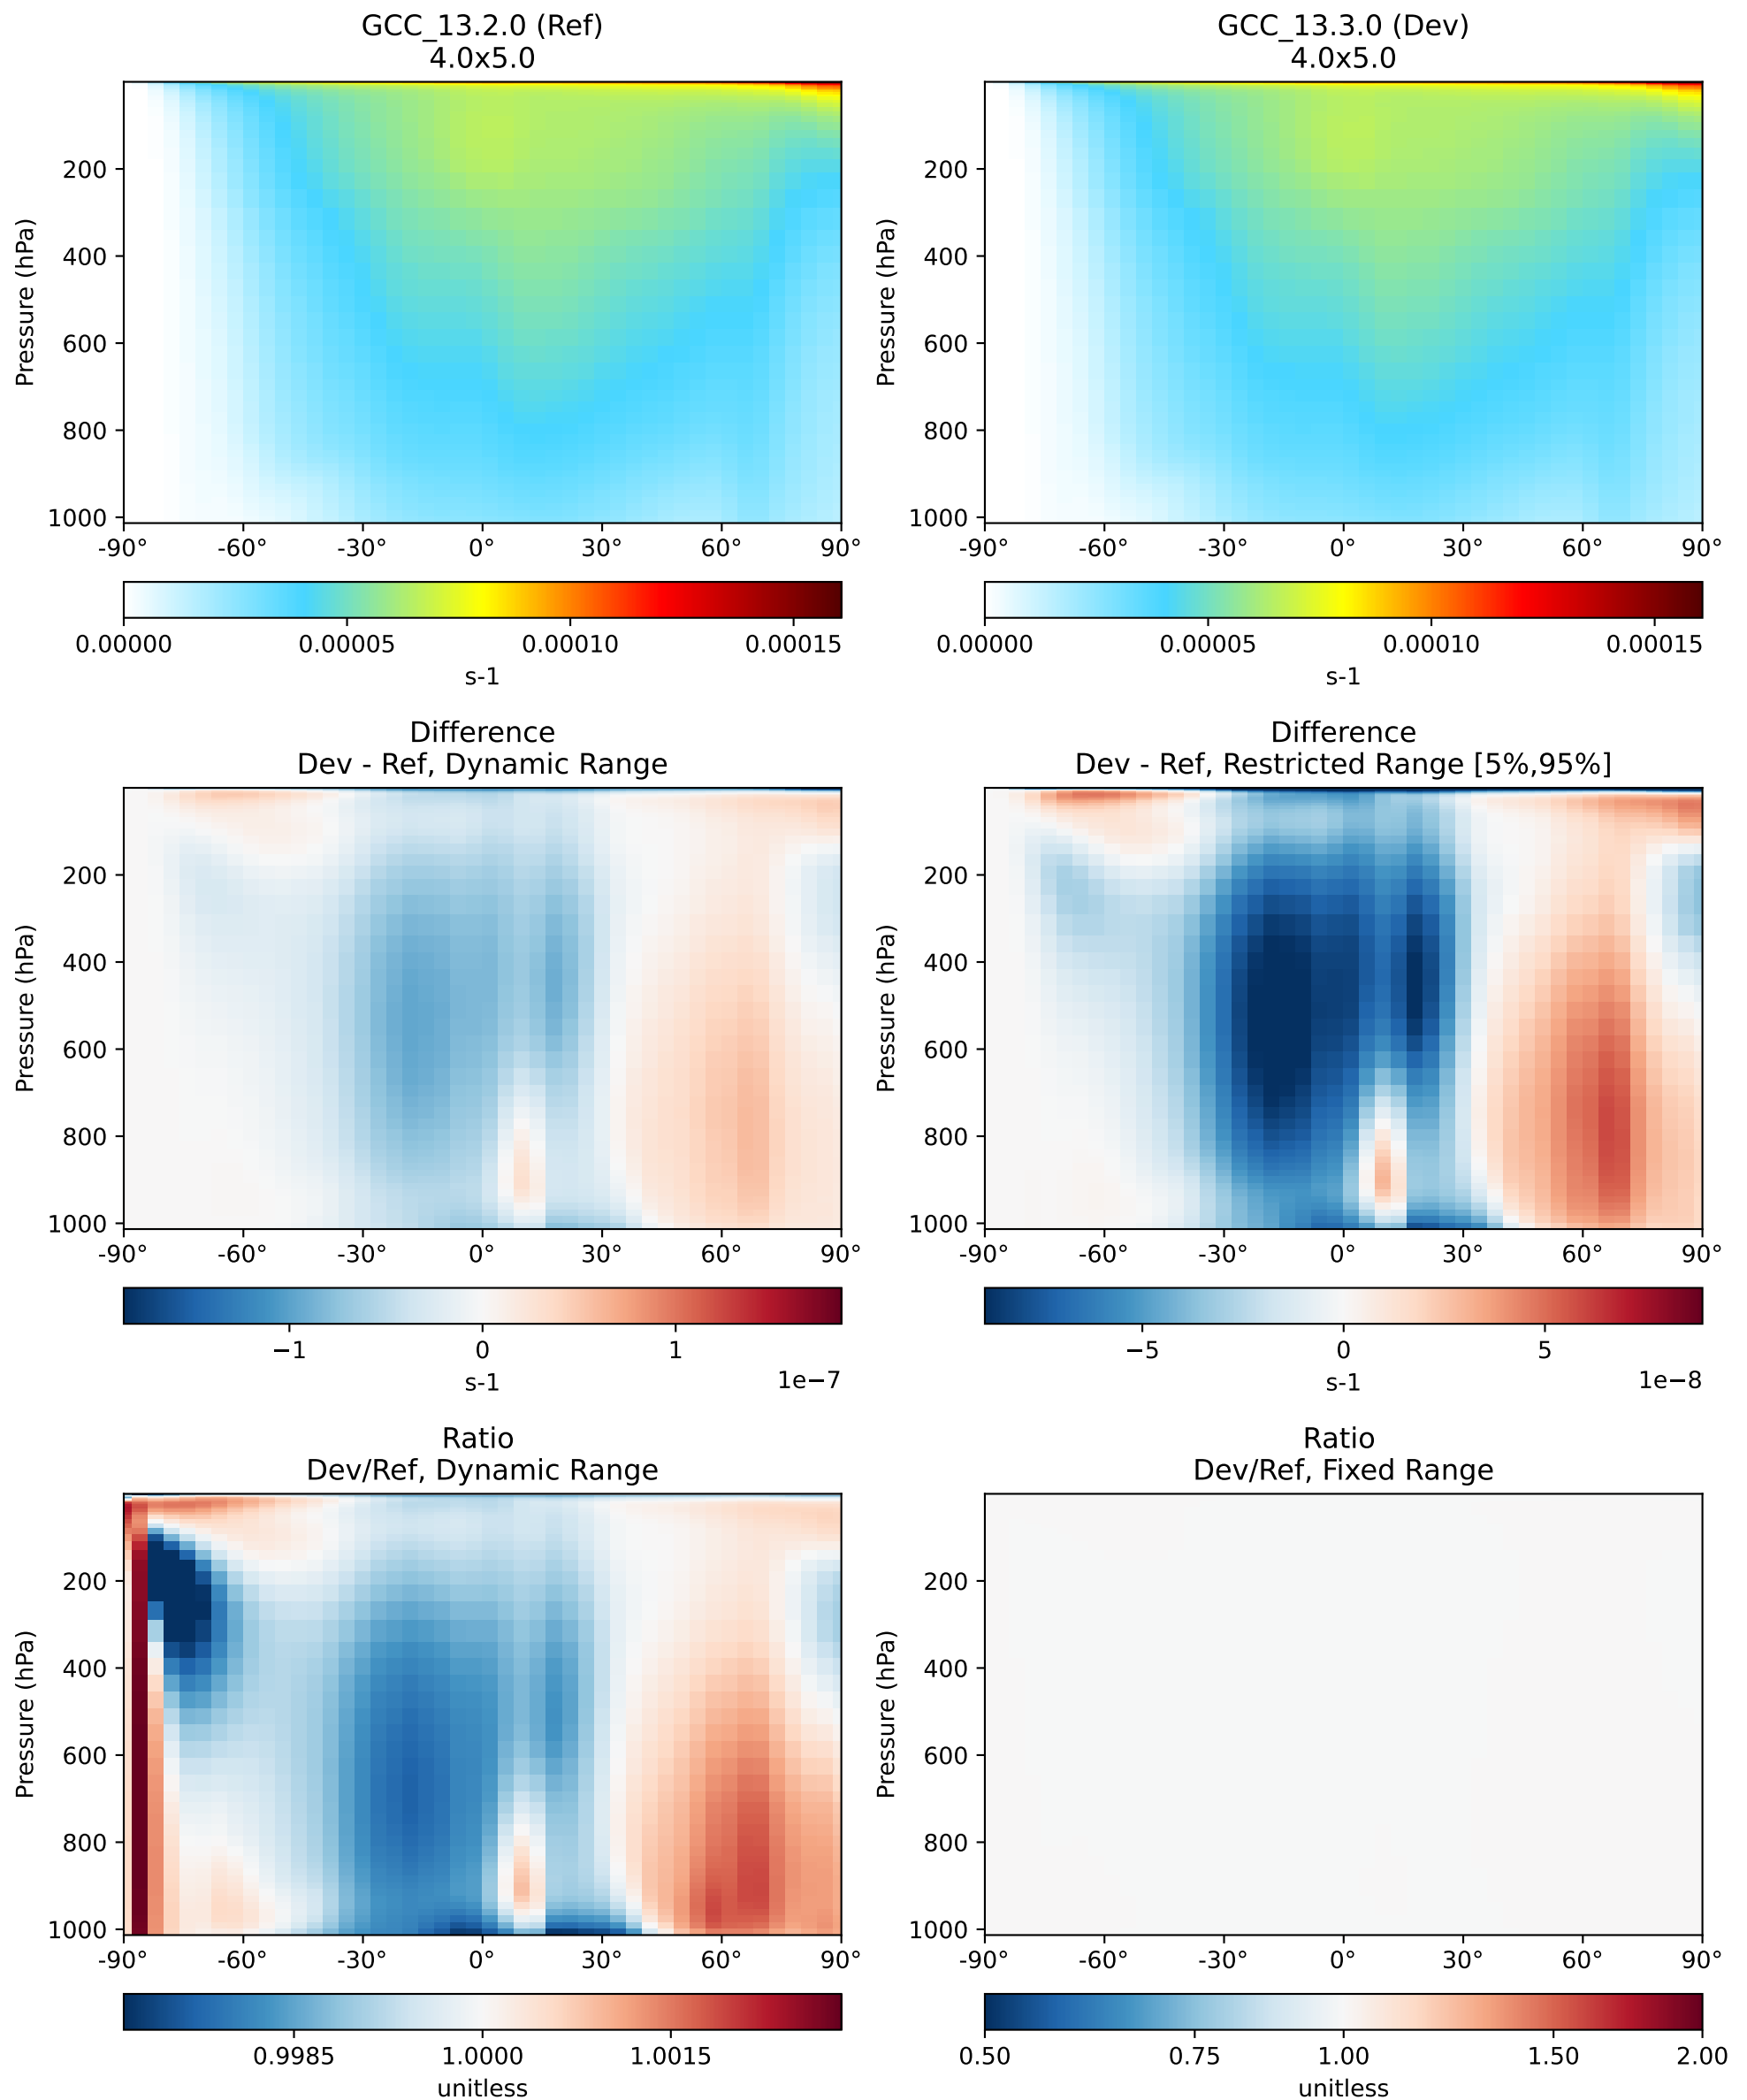 GCC_13.2.0 (Ref)
4.0x5.0
Pressure (hPa)
200
400
600
800
1000
-90° -60° -30° 0° 30° 60° 90°
0.00000 0.00005 0.00010 0.00015
s-1
GCC_13.3.0 (Dev)
4.0x5.0
Pressure (hPa)
200
400
600
800
1000
-90° -60° -30° 0° 30° 60° 90°
0.00000 0.00005 0.00010 0.00015
s-1
Difference
Dev - Ref, Dynamic Range
Pressure (hPa)
200
400
600
800
1000
-90° -60° -30° 0° 30° 60° 90°
−1 0 1
s-1 1e−7
Difference
Dev - Ref, Restricted Range [5%,95%]
Pressure (hPa)
200
400
600
800
1000
-90° -60° -30° 0° 30° 60° 90°
−5 0 5
s-1 1e−8
Ratio
Dev/Ref, Dynamic Range
Pressure (hPa)
200
400
600
800
1000
-90° -60° -30° 0° 30° 60° 90°
0.9985 1.0000 1.0015
unitless
Ratio
Dev/Ref, Fixed Range
Pressure (hPa)
200
400
600
800
1000
-90° -60° -30° 0° 30° 60° 90°
0.50 0.75 1.00 1.50 2.00
unitless